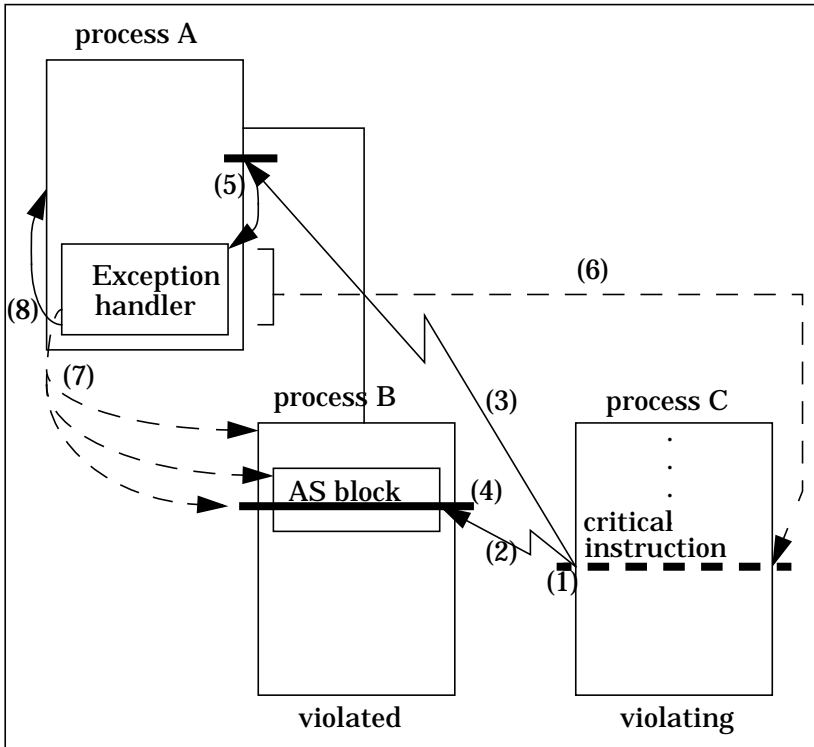 process A
(5)
(6)
Exception
handler
(8)
(7)
process B
(3)
process C
AS block
(4)
critical
instruction
(2)
(1)
violated
violating